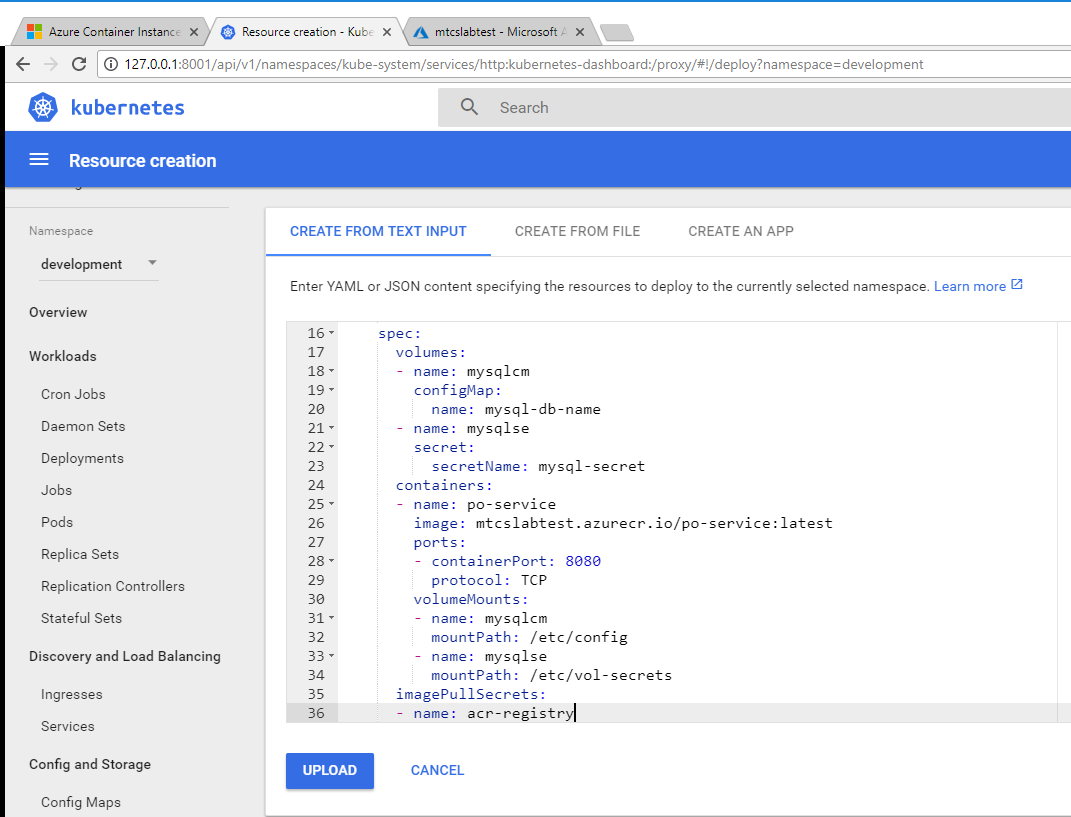 Azure Container Instance
Resource creation - Kube
mtcslabtest - Microsoft A
127.0.0.1:8001/api/v1/namespaces/kube-system/services/http:kubernetes-dashboard:/proxy/#!/deploy?namespace=development
kubernetes
Search
Resource creation
Namespace
development
Overview
Workloads
Cron Jobs
Daemon Sets
Deployments
Jobs
Pods
Replica Sets
Replication Controllers
Stateful Sets
Discovery and Load Balancing
Ingresses
Services
Config and Storage
Config Maps
CREATE FROM TEXT INPUT CREATE FROM FILE CREATE AN APP
Enter YAML or JSON content specifying the resources to deploy to the currently selected namespace. Learn more
16 spec:
17 volumes:
18 - name: mysqlcm
19 configMap:
20 name: mysql-db-name
21 - name: mysqlse
22 secret:
23 secretName: mysql-secret
24 containers:
25 - name: po-service
26 image: mtcslabtest.azurecr.io/po-service:latest
27 ports:
28 - containerPort: 8080
29 protocol: TCP
30 volumeMounts:
31 - name: mysqlcm
32 mountPath: /etc/config
33 - name: mysqlse
34 mountPath: /etc/vol-secrets
35 imagePullSecrets:
36 - name: acr-registry
UPLOAD CANCEL